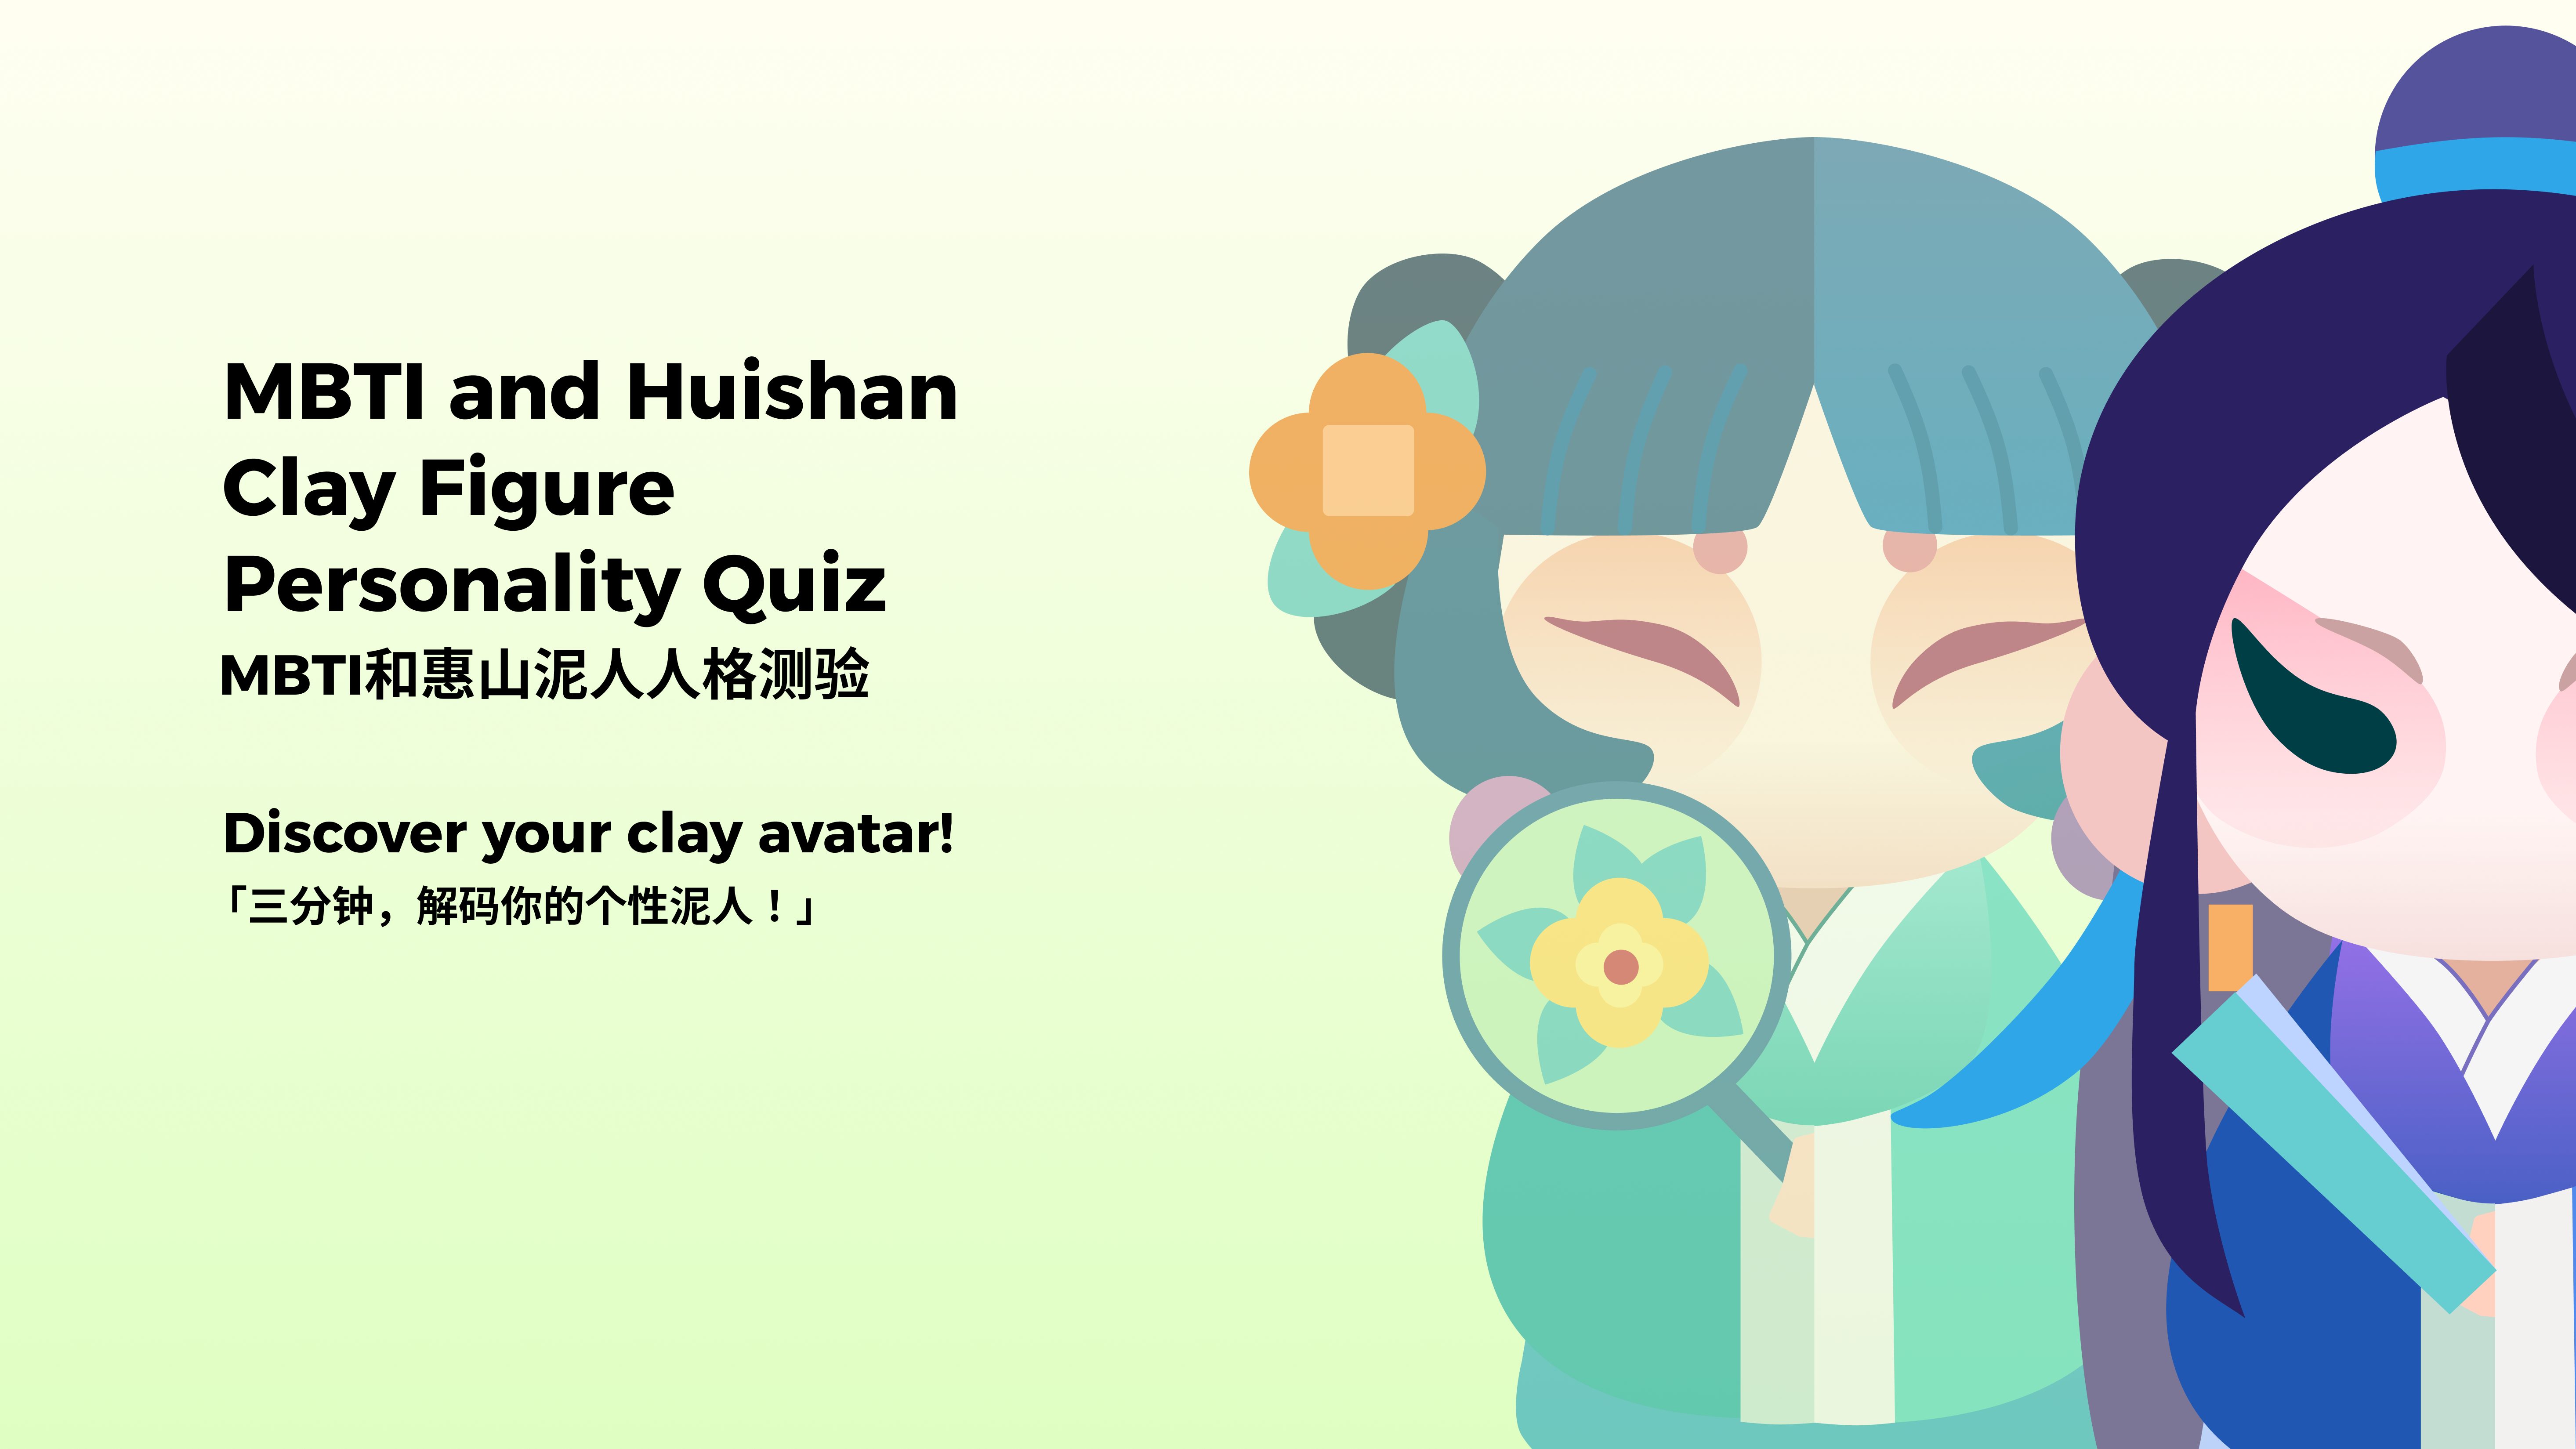 MBTI and Huishan
Clay Figure
Personality Quiz
MBTI和惠山泥人人格测验
Discover your clay avatar!
「三分钟，解码你的个性泥人！」